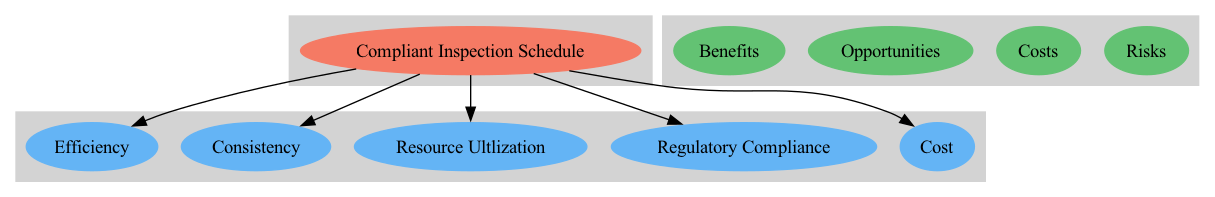 Compliant Inspection Schedule
Benefits
Opportunities
Costs
Risks
Efficiency
Consistency
Resource Ultlization
Regulatory Compliance
Cost